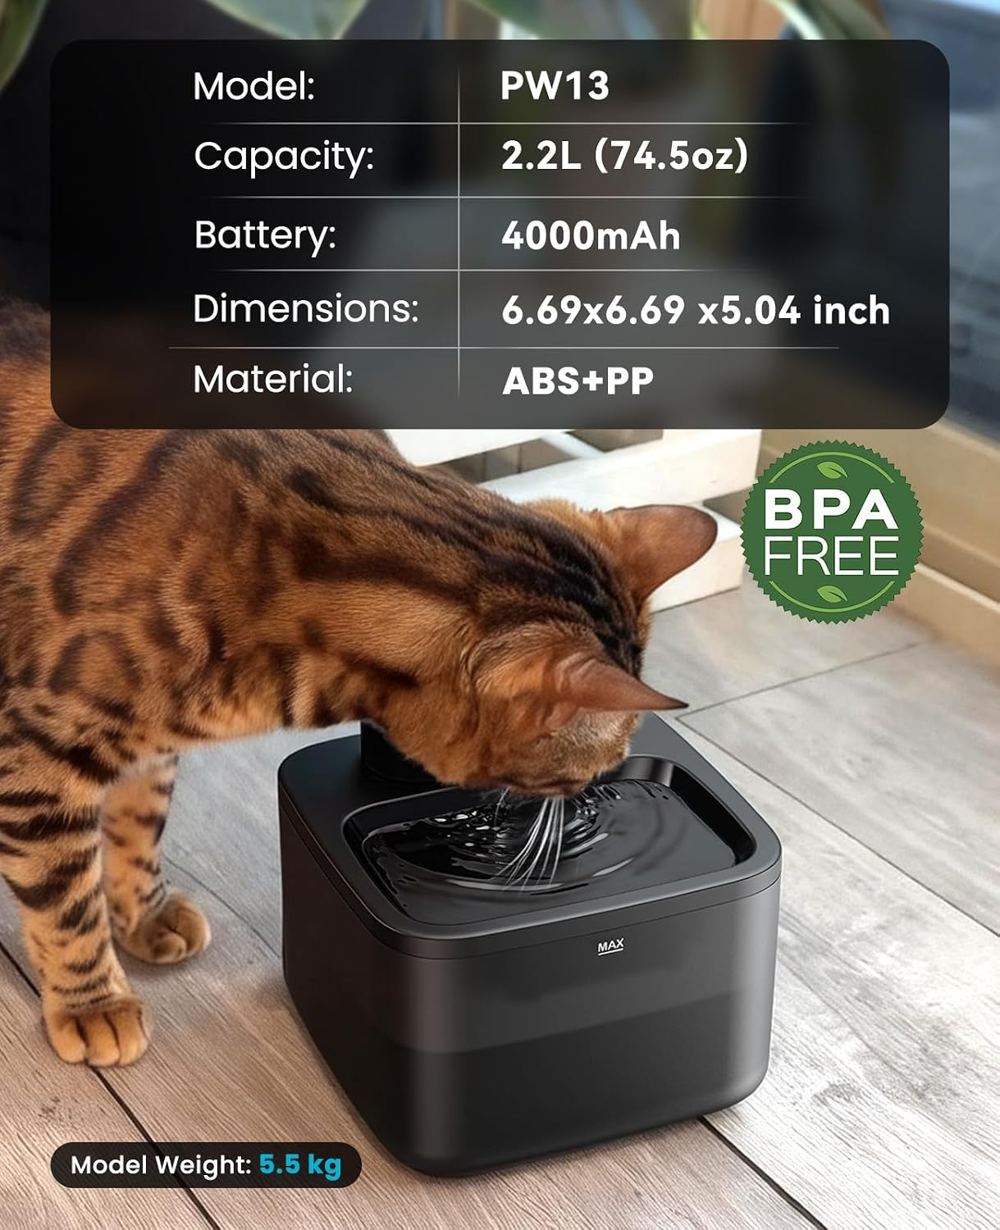 Model: PW13
Capacity: 2.2L (74.5oz)
Battery: 4000mAh
Dimensions: 6.69x6.69 x5.04 inch
Material: ABS+PP
BPA
FREE
MAX
Model Weight: 5.5 kg